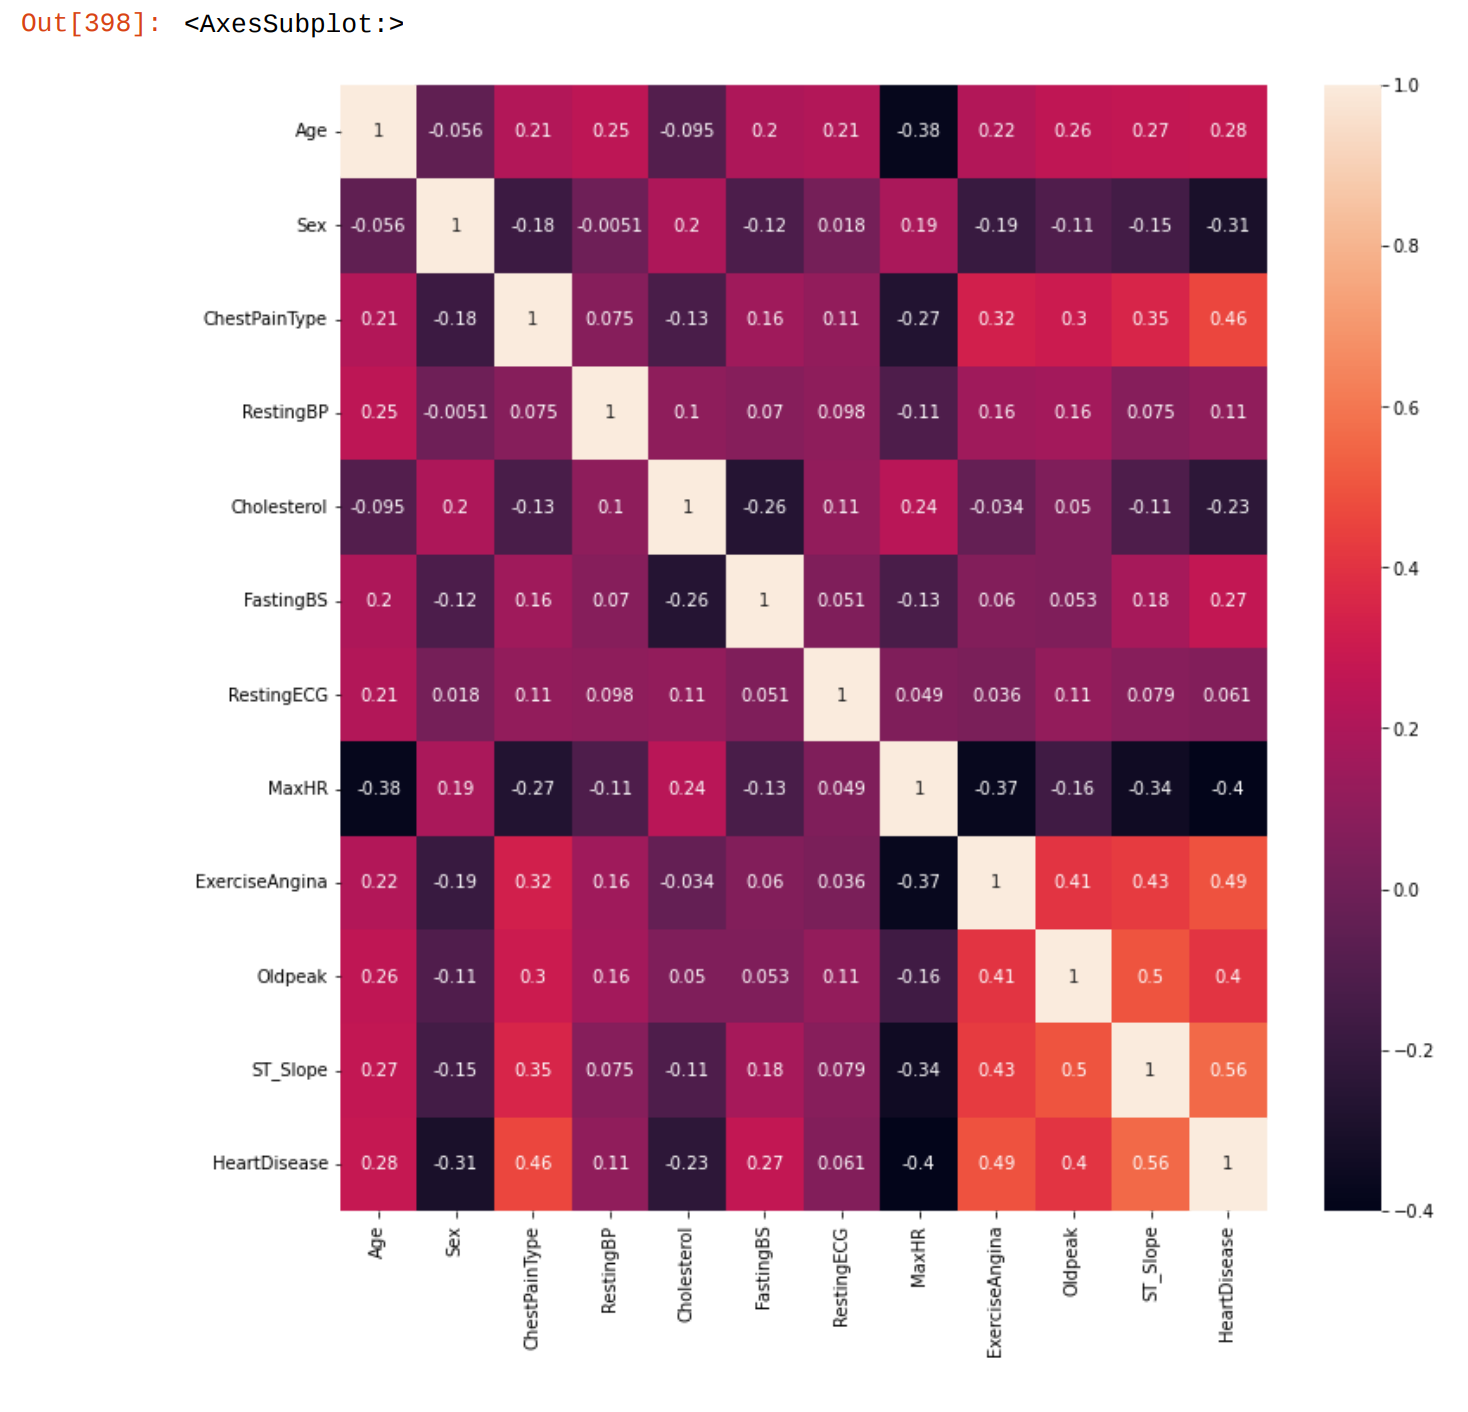 Out[398]: <AxesSubplot:>
Age 1 -0.056 0.21 0.25 -0.095 0.2 0.21 -0.38 0.22 0.26 0.27 0.28
Sex -0.056 1 -0.18 -0.0051 0.2 -0.12 0.018 0.19 -0.19 -0.11 -0.15 -0.31
ChestPainType 0.21 -0.18 1 0.075 -0.13 0.16 0.11 -0.27 0.32 0.3 0.35 0.46
RestingBP 0.25 -0.0051 0.075 1 0.1 0.07 0.098 -0.11 0.16 0.16 0.075 0.11
Cholesterol -0.095 0.2 -0.13 0.1 1 -0.26 0.11 0.24 -0.034 0.05 -0.11 -0.23
FastingBS 0.2 -0.12 0.16 0.07 -0.26 1 0.051 -0.13 0.06 0.053 0.18 0.27
RestingECG 0.21 0.018 0.11 0.098 0.11 0.051 1 0.049 0.036 0.11 0.079 0.061
MaxHR -0.38 0.19 -0.27 -0.11 0.24 -0.13 0.049 1 -0.37 -0.16 -0.34 -0.4
ExerciseAngina 0.22 -0.19 0.32 0.16 -0.034 0.06 0.036 -0.37 1 0.41 0.43 0.49
Oldpeak 0.26 -0.11 0.3 0.16 0.05 0.053 0.11 -0.16 0.41 1 0.5 0.4
ST_Slope 0.27 -0.15 0.35 0.075 -0.11 0.18 0.079 -0.34 0.43 0.5 1 0.56
HeartDisease 0.28 -0.31 0.46 0.11 -0.23 0.27 0.061 -0.4 0.49 0.4 0.56 1
Age
Sex
ChestPainType
RestingBP
Cholesterol
FastingBS
RestingECG
MaxHR
ExerciseAngina
Oldpeak
ST_Slope
HeartDisease
1.0
0.8
0.6
0.4
0.2
0.0
−0.2
−0.4